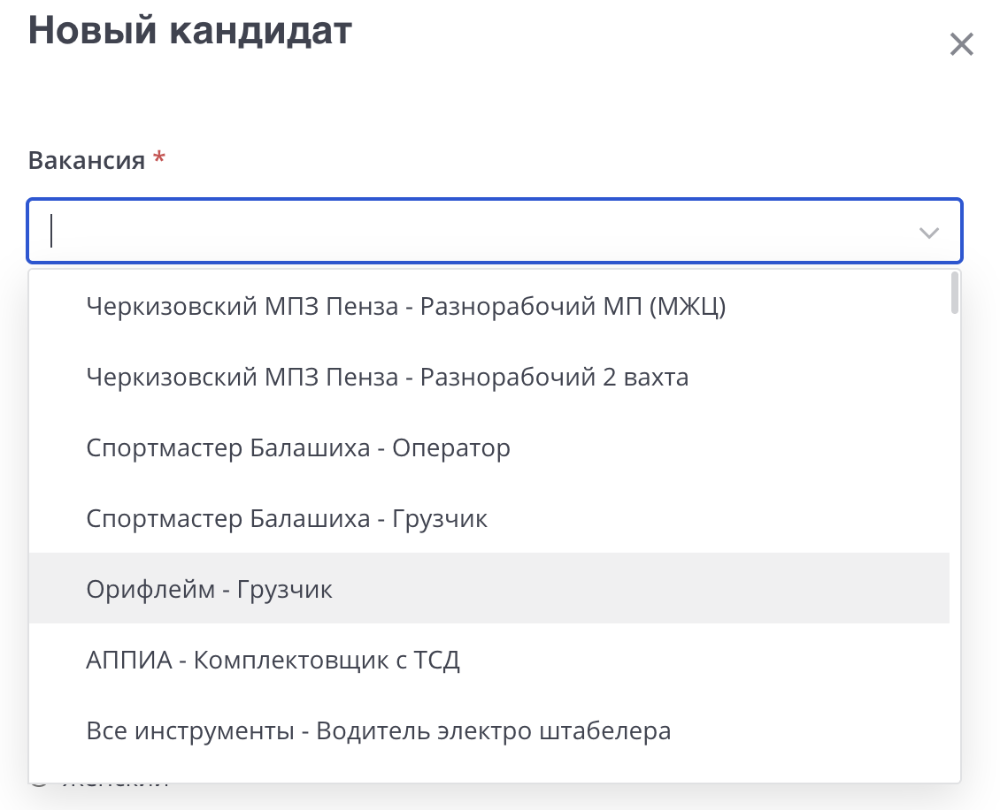 Новый кандидат
Вакансия *
Черкизовский МПЗ Пенза - Разнорабочий МП (МЖЦ)
Черкизовский МПЗ Пенза - Разнорабочий 2 вахта
Спортмастер Балашиха - Оператор
Спортмастер Балашиха - Грузчик
Орифлейм - Грузчик
АППИА - Комплектовщик с ТСД
Все инструменты - Водитель электро штабелера